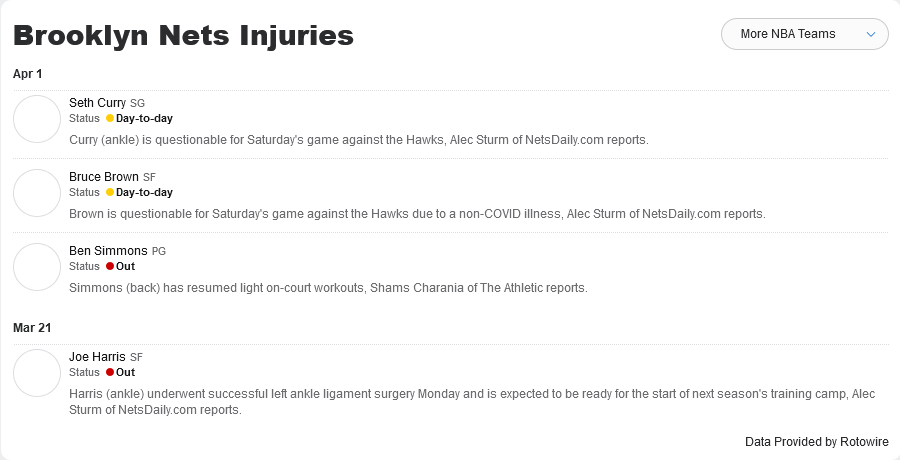 Brooklyn Nets Injuries
More NBA Teams
Apr 1
Seth Curry SG
Status Day-to-day
Curry (ankle) is questionable for Saturday's game against the Hawks, Alec Sturm of NetsDaily.com reports.
Bruce Brown SF
Status Day-to-day
Brown is questionable for Saturday's game against the Hawks due to a non-COVID illness, Alec Sturm of NetsDaily.com reports.
Ben Simmons PG
Status Out
Simmons (back) has resumed light on-court workouts, Shams Charania of The Athletic reports.
Mar 21
Joe Harris SF
Status Out
Harris (ankle) underwent successful left ankle ligament surgery Monday and is expected to be ready for the start of next season's training camp, Alec
Sturm of NetsDaily.com reports.
Data Provided by Rotowire